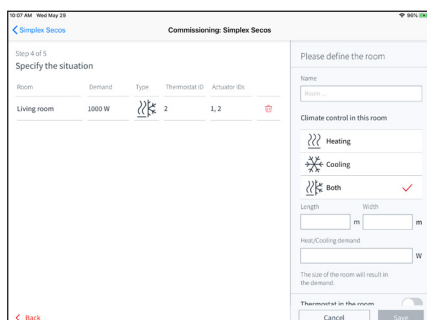 10:07 AM Wed May 29
96%
Simplex Secos
Commissioning: Simplex Secos
Step 4 of 5
Specify the situation
Room Demand Type Thermostat ID Actuator IDs
Living room 1000 W 2 1, 2
Back
Please define the room
Name
Room ...
Climate control in this room
Heating
Cooling
Both
Length Width
m m
Heat/Cooling demand
W
The size of the room will result in
the demand.
Thermostat in the room
Cancel Save